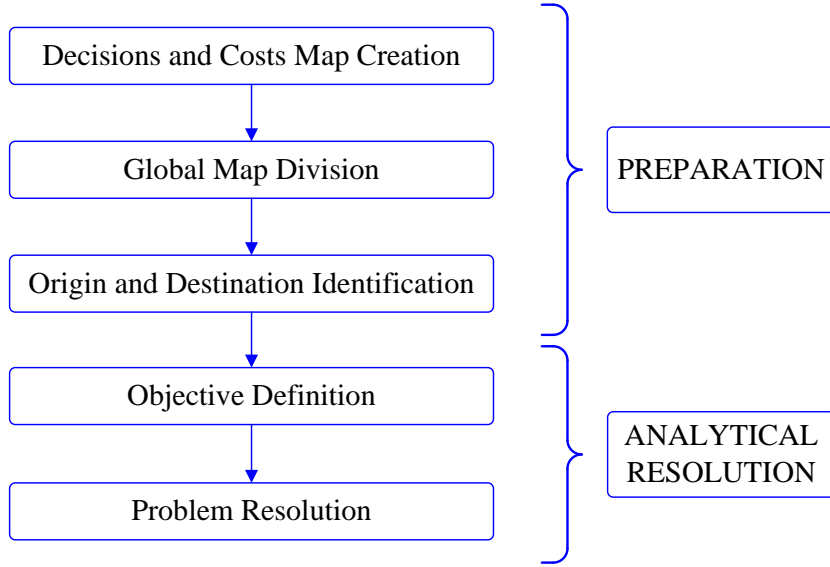 Decisions and Costs Map Creation
Global Map Division
PREPARATION
Origin and Destination Identification
Objective Definition
ANALYTICAL
RESOLUTION
Problem Resolution